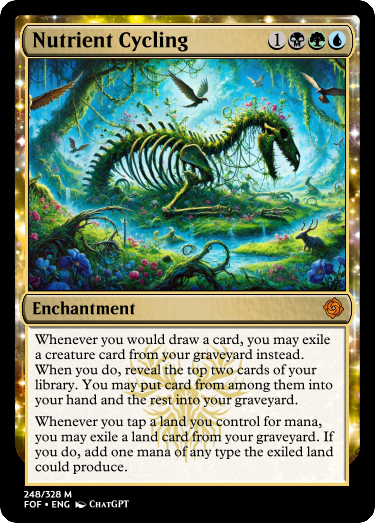 Nutrient Cycling 1
Enchantment
Whenever you would draw a card, you may exile
a creature card from your graveyard instead.
When you do, reveal the top two cards of your
library. You may put card from among them into
your hand and the rest into your graveyard.
Whenever you tap a land you control for mana,
you may exile a land card from your graveyard. If
you do, add one mana of any type the exiled land
could produce.
248/328 M
FOF • ENG ChatGPT